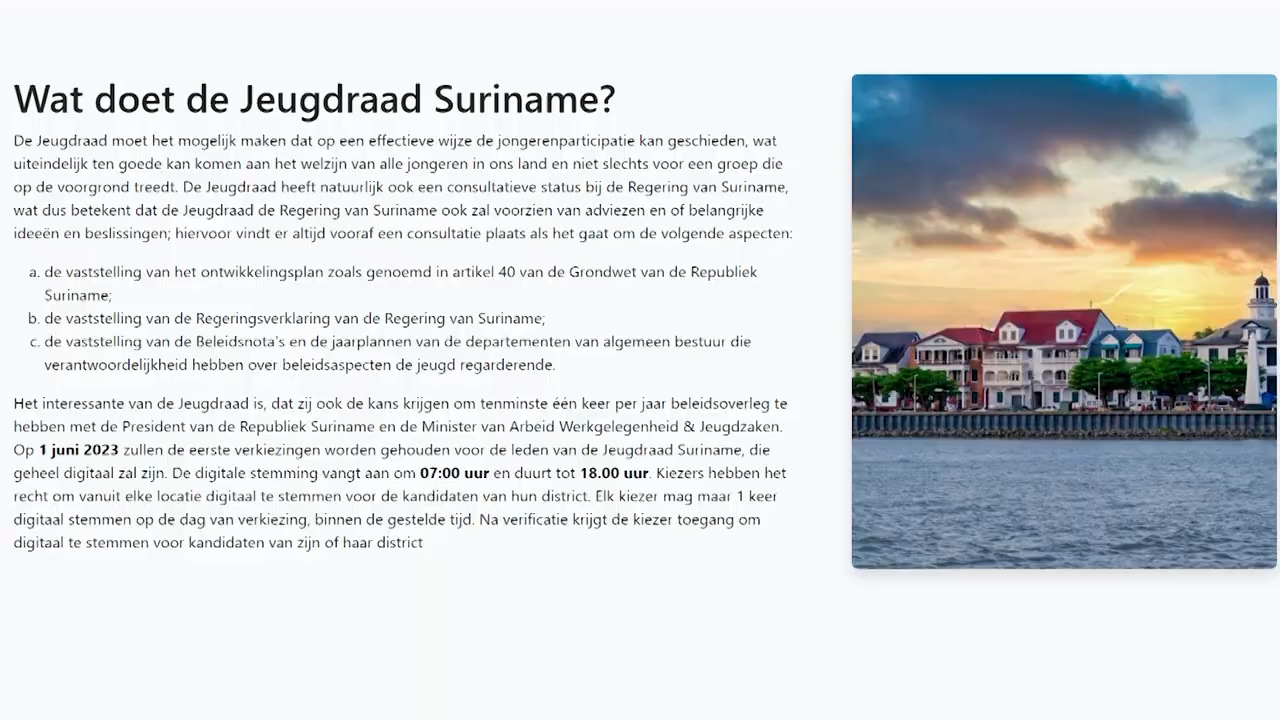 Wat doet de Jeugdraad Suriname?
De Jeugdraad moet het mogelijk maken dat op een effectieve wijze de jongerenparticipatie kan geschieden, wat
uiteindelijk ten goede kan komen aan het welzijn van alle jongeren in ons land en niet slechts voor een groep die
op de voorgrond treedt. De Jeugdraad heeft natuurlijk ook een consultatieve status bij de Regering van Suriname,
wat dus betekent dat de Jeugdraad de Regering van Suriname ook zal voorzien van adviezen en of belangrijke
ideeën en beslissingen; hiervoor vindt er altijd vooraf een consultatie plaats als het gaat om de volgende aspecten:
a. de vaststelling van het ontwikkelingsplan zoals genoemd in artikel 40 van de Grondwet van de Republiek
Suriname;
b. de vaststelling van de Regeringsverklaring van de Regering van Suriname;
c. de vaststelling van de Beleidsnota's en de jaarplannen van de departementen van algemeen bestuur die
verantwoordelijkheid hebben over beleidsaspecten de jeugd regarderende.
Het interessante van de Jeugdraad is, dat zij ook de kans krijgen om tenminste één keer per jaar beleidsoverleg te
hebben met de President van de Republiek Suriname en de Minister van Arbeid Werkgelegenheid & Jeugdzaken.
Op 1 juni 2023 zullen de eerste verkiezingen worden gehouden voor de leden van de Jeugdraad Suriname, die
geheel digitaal zal zijn. De digitale stemming vangt aan om 07:00 uur en duurt tot 18.00 uur. Kiezers hebben het
recht om vanuit elke locatie digitaal te stemmen voor de kandidaten van hun district. Elk kiezer mag maar 1 keer
digitaal stemmen op de dag van verkiezing, binnen de gestelde tijd. Na verificatie krijgt de kiezer toegang om
digitaal te stemmen voor kandidaten van zijn of haar district